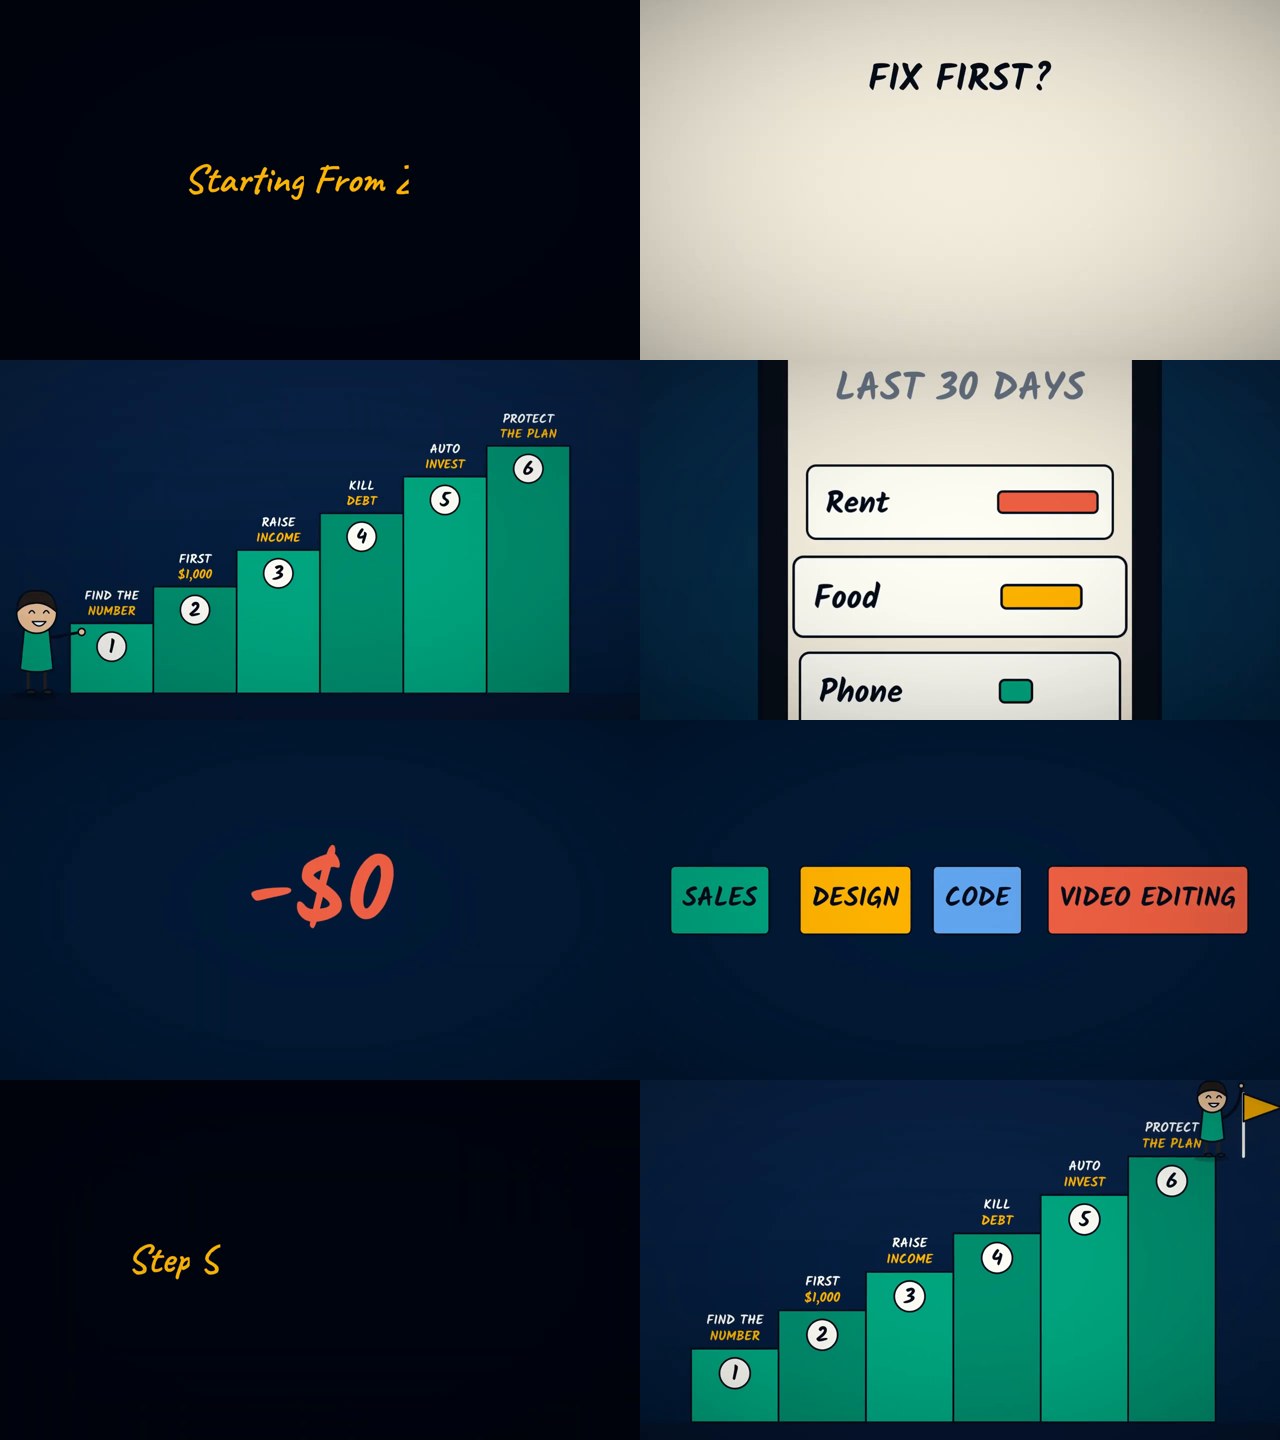 Starting From
FIX FIRST?
PROTECT
THE PLAN
6
AUTO
INVEST
5
KILL
DEBT
4
RAISE
INCOME
3
FIRST
$1,000
2
FIND THE
NUMBER
1
LAST 30 DAYS
Rent
Food
Phone
-$0
SALES
DESIGN
CODE
VIDEO EDITING
Step S
PROTECT
THE PLAN
6
AUTO
INVEST
5
KILL
DEBT
4
RAISE
INCOME
3
FIRST
$1,000
2
FIND THE
NUMBER
1